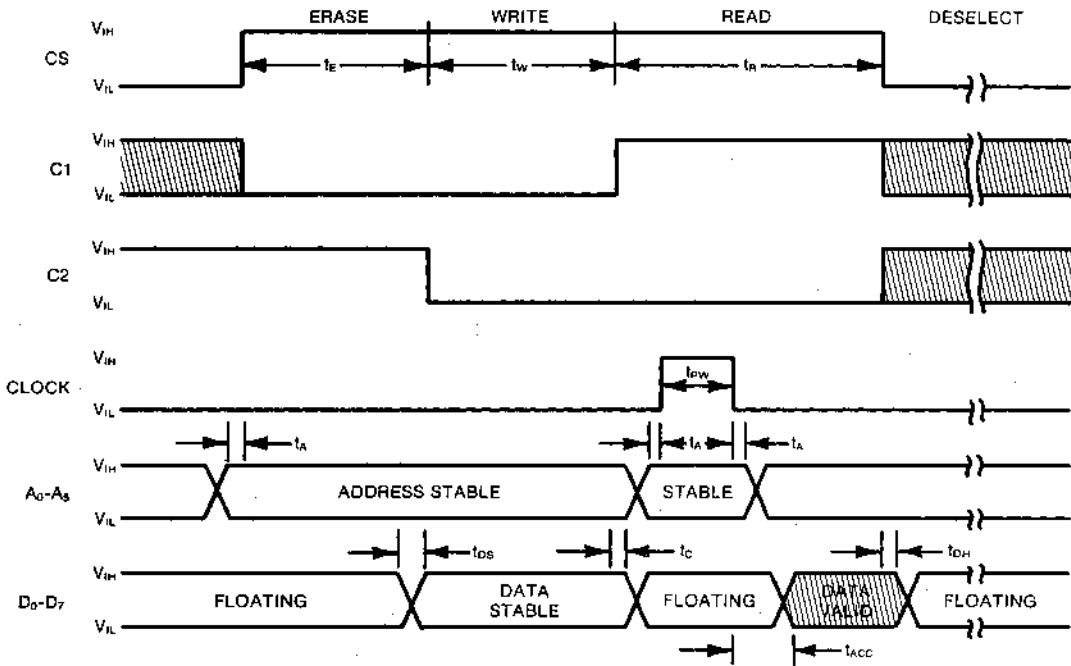 ERASE WRITE READ DESELECT
VIH
CS
VIL
tE tW tR
VIH
C1
VIL
VIH
C2
VIL
VIH
CLOCK
VIL
tPW
tA tA tA
VIH
A0-A5
VIL
ADDRESS STABLE STABLE
tDS tC tDH
VIH
D0-D7
VIL
FLOATING DATA STABLE FLOATING DATA VALID FLOATING
tACC